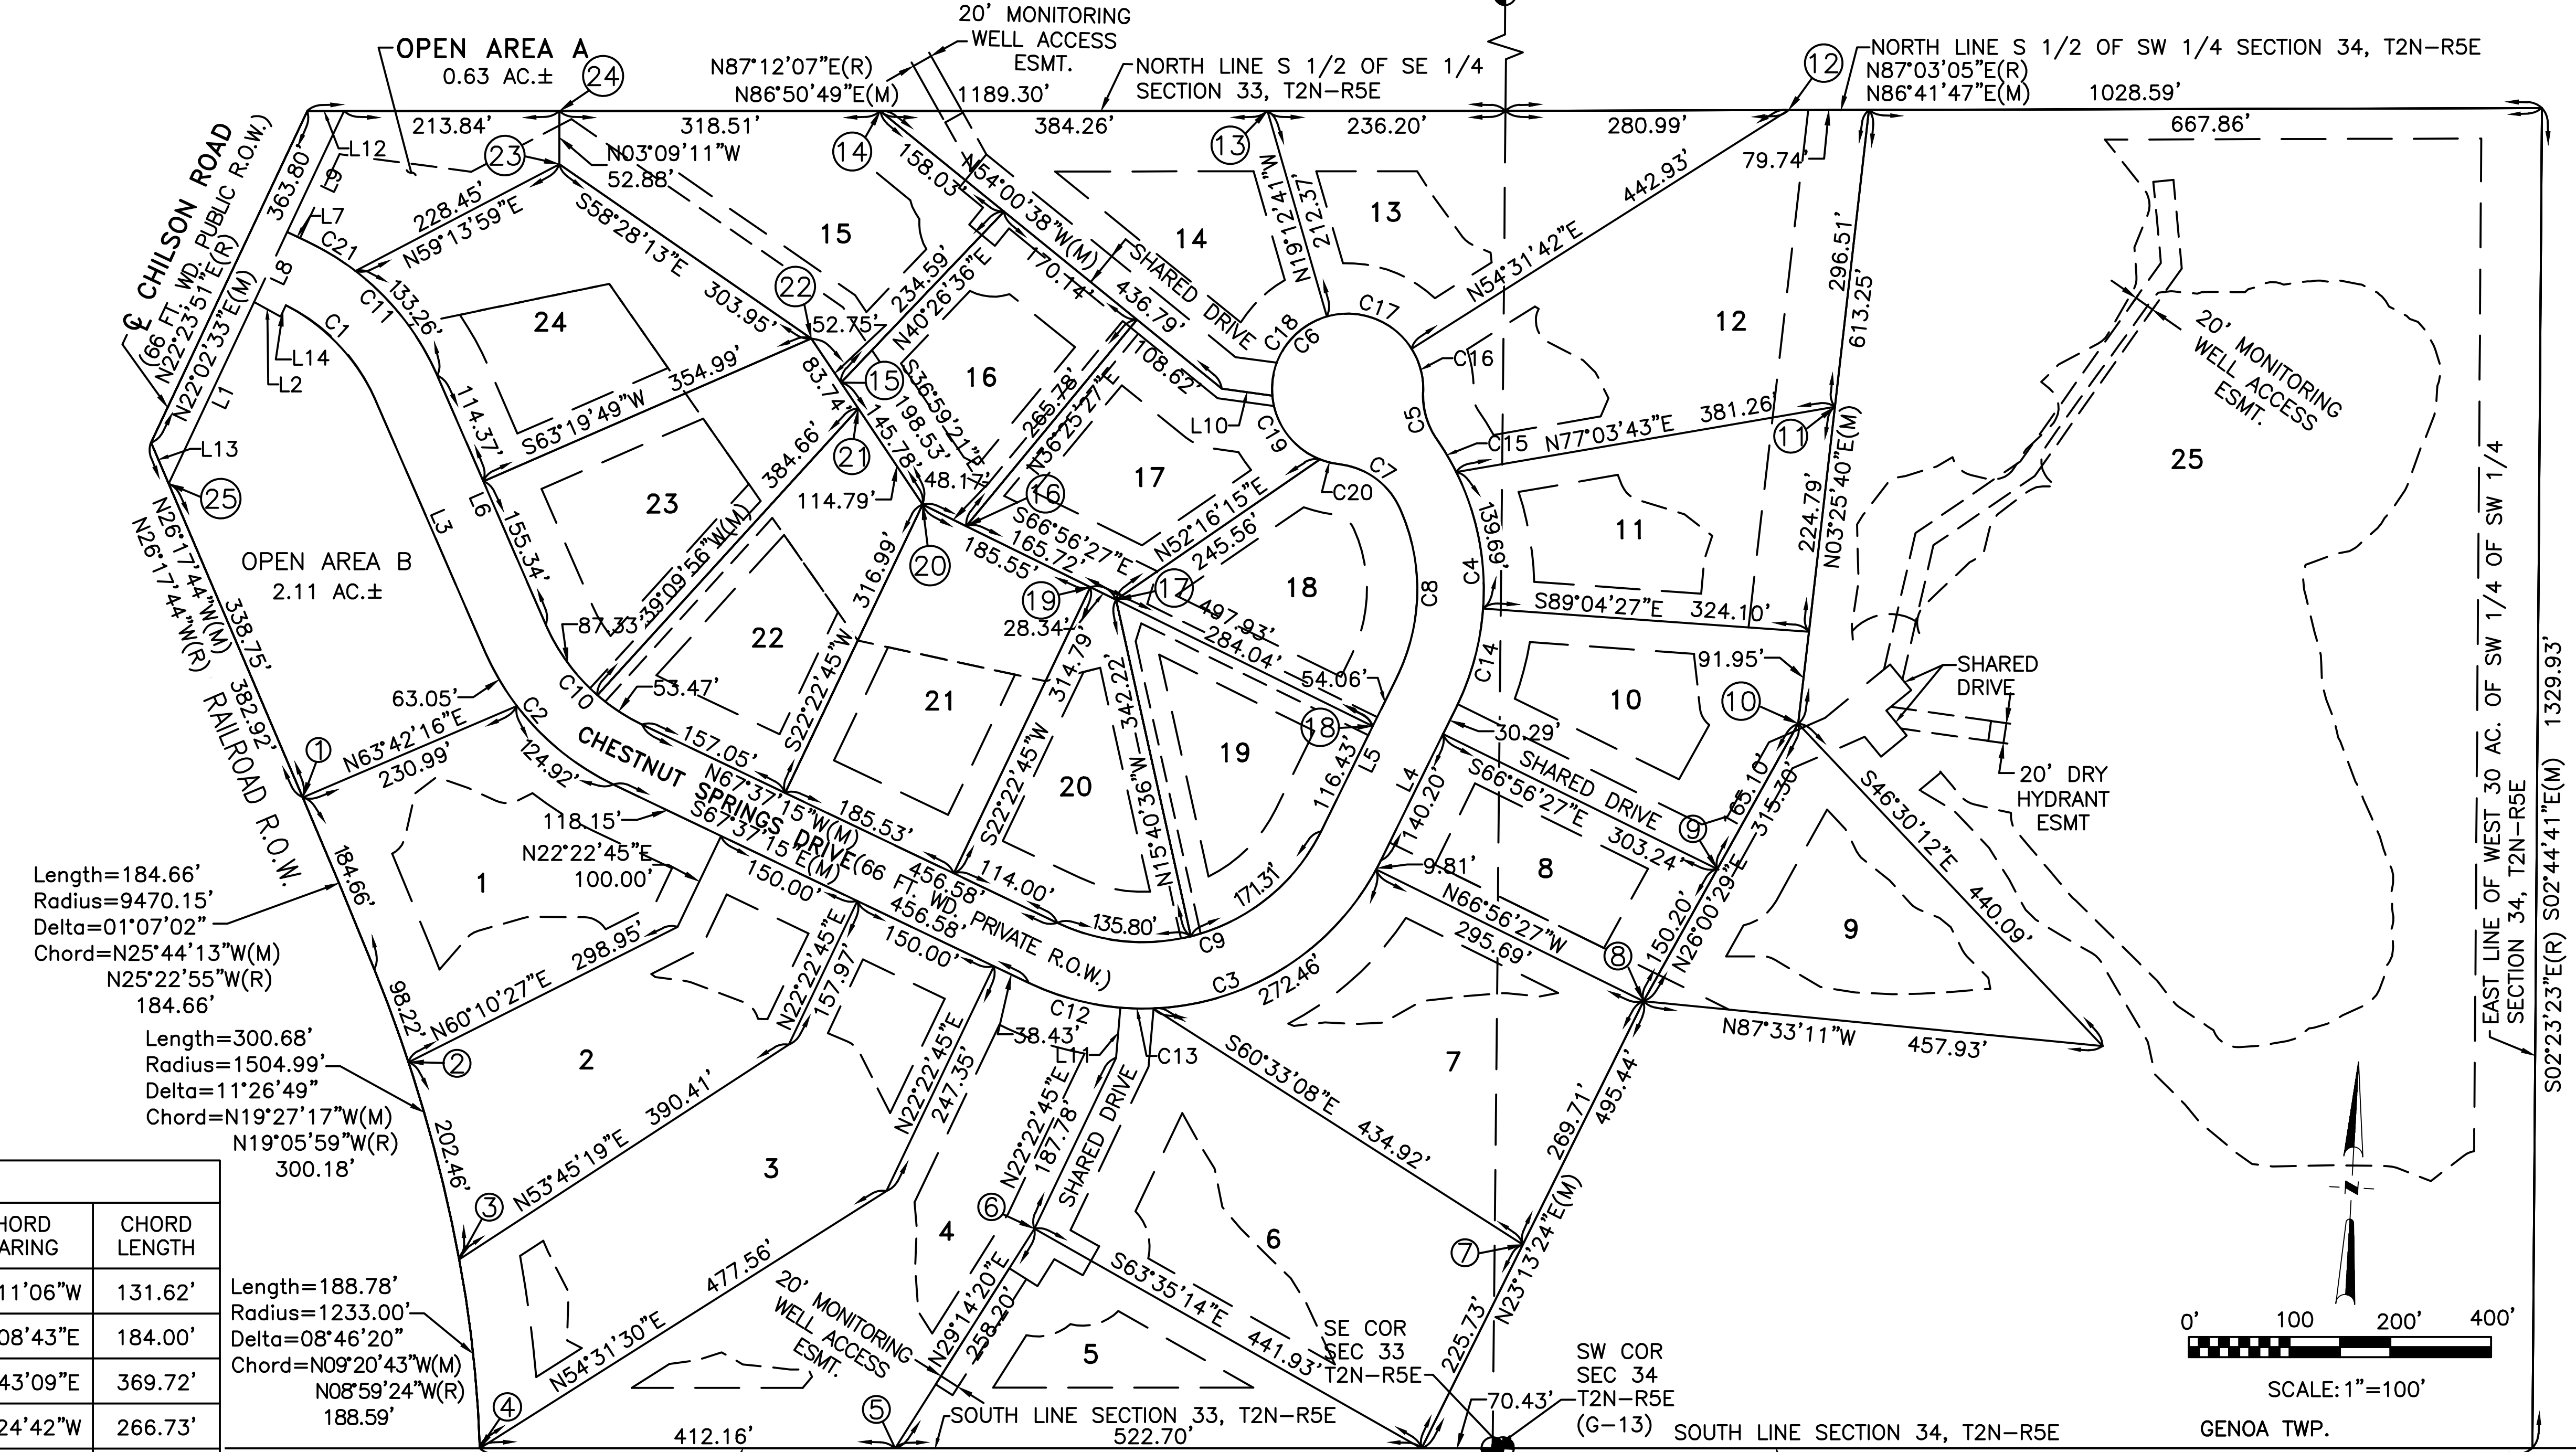 OPEN AREA A
0.63 AC.±
24
20' MONITORING
WELL ACCESS
ESMT.
N87°12'07"E(R)
N86°50'49"E(M)
1189.30'
NORTH LINE S 1/2 OF SE 1/4
SECTION 33, T2N-R5E
12
NORTH LINE S 1/2 OF SW 1/4 SECTION 34, T2N-R5E
N87°03'05"E(R)
N86°41'47"E(M)
1028.59'
213.84'
318.51'
384.26'
236.20'
280.99'
667.86'
79.74'
23
14
13
N03°09'11"W
52.88'
₵ CHILSON ROAD
(66 FT. WD. PUBLIC R.O.W.)
N22°23'51"E(R)
N22°02'33"E(M)
363.80'
L12
L9
L7
L8
C21
L14
L2
L1
C1
C11
133.26'
228.45'
N59°13'59"E
S58°28'13"E
303.95'
15
158.03'
N54°00'38"W(M)
170.14'
436.79'
108.62'
SHARED DRIVE
14
13
N19°12'41"W
212.37'
442.93'
N54°31'42"E
12
296.51'
613.25'
22
52.75'
234.59'
N40°26'36"E
24
114.37'
S63°19'49"W
354.99'
83.74'
15
S36°59'21"E
198.53'
16
265.78'
N36°25'27"E
C18
C6
C17
C16
C5
C15
L10
C19
C7
C20
N77°03'43"E
381.26'
11
224.79'
N03°25'40"E(M)
25
20' MONITORING
WELL ACCESS
ESMT.
EAST LINE OF WEST 30 AC. OF SW 1/4 OF SW 1/4
SECTION 34, T2N-R5E
S02°23'23"E(R) S02°44'41"E(M) 1329.93'
L13
25
N26°17'44"W(M)
N26°17'44"W(R)
338.75'
382.92'
RAILROAD R.O.W.
OPEN AREA B
2.11 AC.±
L3
L6
155.34'
23
384.66'
39°09'56"W(M)
21
145.78'
114.79'
48.17'
16
17
S66°56'27"E
165.72'
185.55'
20
N52°16'15"E
245.56'
18
139.69'
C4
C8
11
S89°04'27"E
324.10'
87.33'
22
316.99'
S22°22'45"W
19
28.34'
17
497.93'
284.04'
54.06'
18
C14
10
91.95'
10
SHARED
DRIVE
20' DRY
HYDRANT
ESMT
63.05'
N63°42'16"E
230.99'
1
C2
C10
53.47'
124.92'
CHESTNUT SPRINGS DRIVE
(66 FT. WD. PRIVATE R.O.W.)
157.05'
N67°37'15"W(M)
S67°37'15"E(M)
185.53'
456.58'
114.00'
21
314.79'
S22°22'45"W
20
N15°40'36"W
342.22'
19
116.43'
L5
L4
140.20'
171.31'
135.80'
C9
30.29'
SHARED DRIVE
S66°56'27"E
303.24'
165.10'
315.30'
9
S46°30'12"E
440.09'
118.15'
N22°22'45"E
100.00'
150.00'
456.58'
150.00'
1
Length=184.66'
Radius=9470.15'
Delta=01°07'02"
Chord=N25°44'13"W(M)
N25°22'55"W(R)
184.66'
184.66'
98.22'
298.95'
N60°10'27"E
2
N22°22'45"E
157.97'
C12
C3
272.46'
9.81'
8
N66°56'27"W
295.69'
8
150.20'
N26°00'29"E
9
N87°33'11"W
457.93'
Length=300.68'
Radius=1504.99'
Delta=11°26'49"
Chord=N19°27'17"W(M)
N19°05'59"W(R)
300.18'
202.46'
2
390.41'
N53°45'19"E
3
N22°22'45"E
247.35'
38.43'
L11
C13
N22°22'45"E
187.78'
SHARED DRIVE
S60°33'08"E
434.92'
7
269.71'
495.44'
3
477.56'
N54°31'30"E
4
6
20' MONITORING
WELL ACCESS
ESMT.
N29°14'20"E
258.20'
6
S63°35'14"E
441.93'
7
N23°13'24"E(M)
225.73'
5
HORD
ARING
CHORD
LENGTH
11'06"W
131.62'
08'43"E
184.00'
43'09"E
369.72'
24'42"W
266.73'
Length=188.78'
Radius=1233.00'
Delta=08°46'20"
Chord=N09°20'43"W(M)
N08°59'24"W(R)
188.59'
4
5
412.16'
SOUTH LINE SECTION 33, T2N-R5E
522.70'
SE COR
SEC 33
T2N-R5E
70.43'
SW COR
SEC 34
T2N-R5E
(G-13)
SOUTH LINE SECTION 34, T2N-R5E
N
0' 100 200' 400'
SCALE: 1"=100'
GENOA TWP.